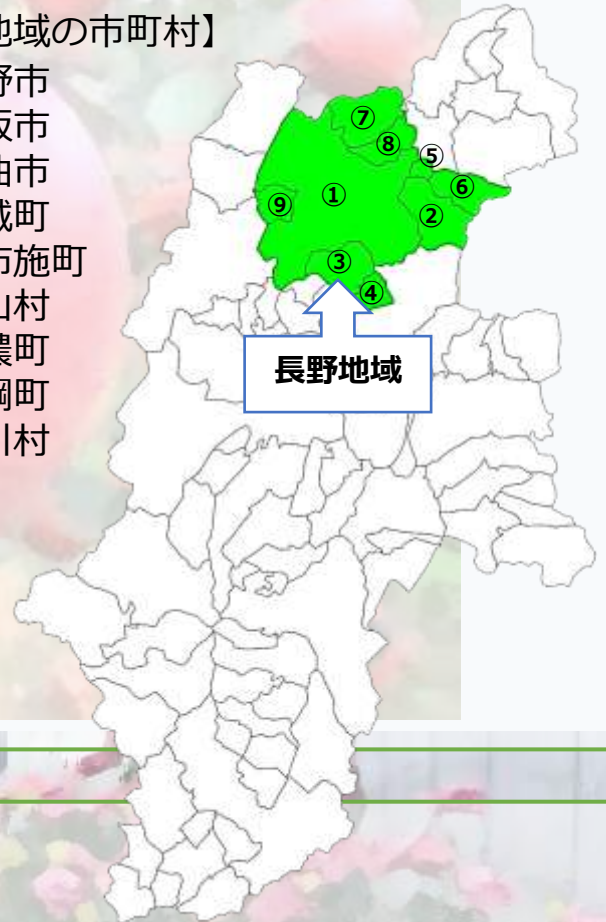 地域の市町村】
野市
坂市
曲市
城町
布施町
山村
濃町
綱町
川村
⑦
⑧
⑤
⑥
①
⑨
②
③
④
長野地域